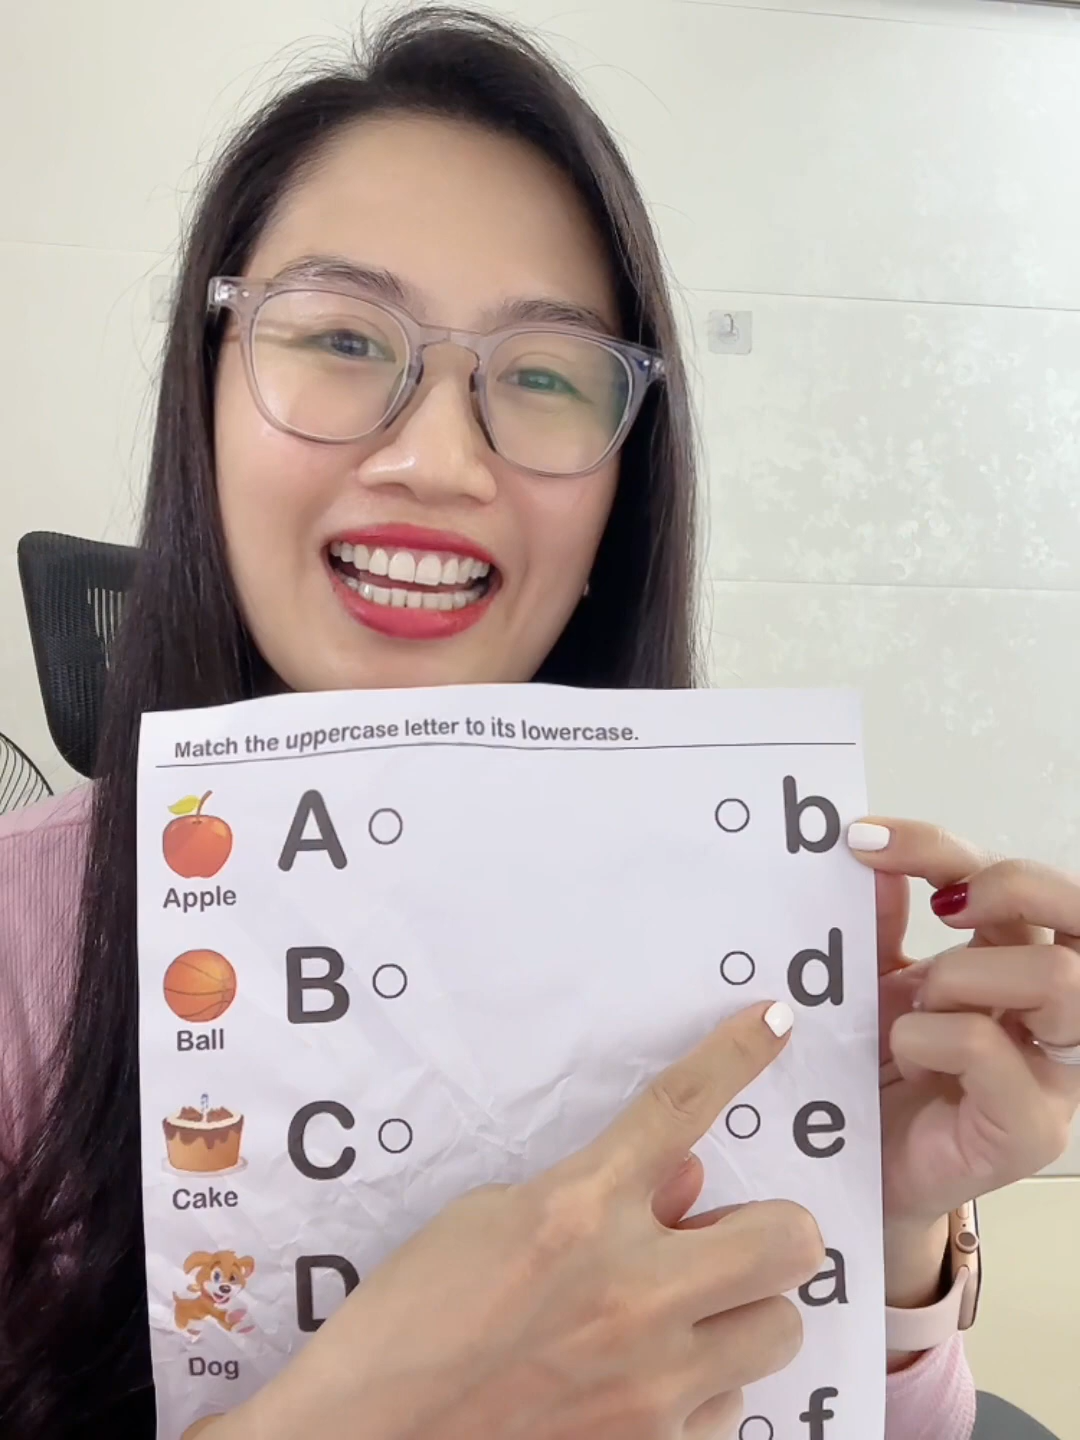 Match the uppercase letter to its lowercase.
A b
Apple
B d
Ball
C e
Cake
D a
Dog
f